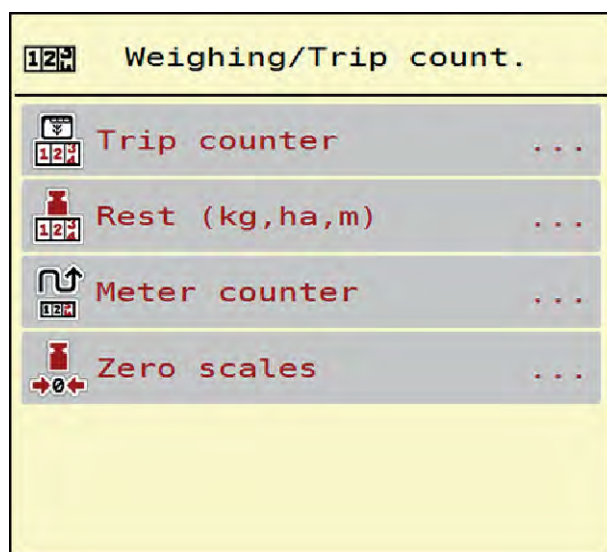 Weighing/Trip count.
Trip counter ...
Rest (kg,ha,m) ...
Meter counter ...
Zero scales ...